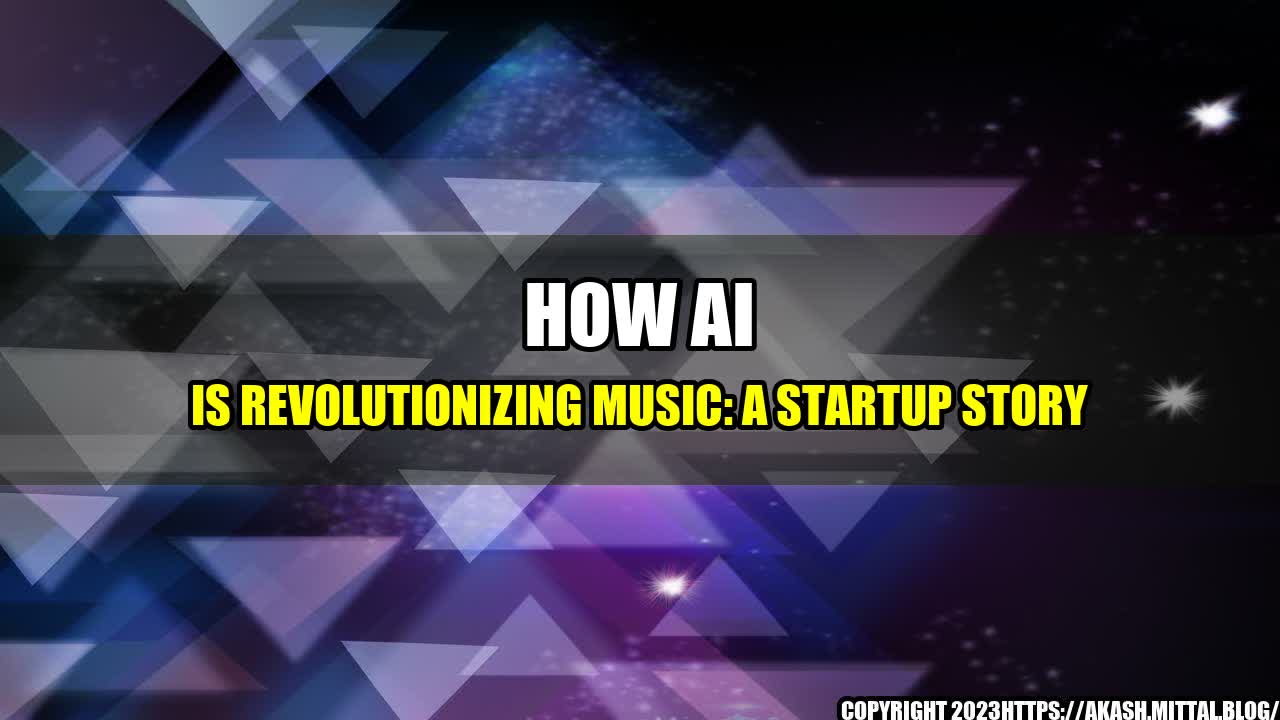 HOW AI
IS REVOLUTIONIZING MUSIC: A STARTUP STORY
COPYRIGHT 2023HTTPS://AKASH.MITTAL.BLOG/